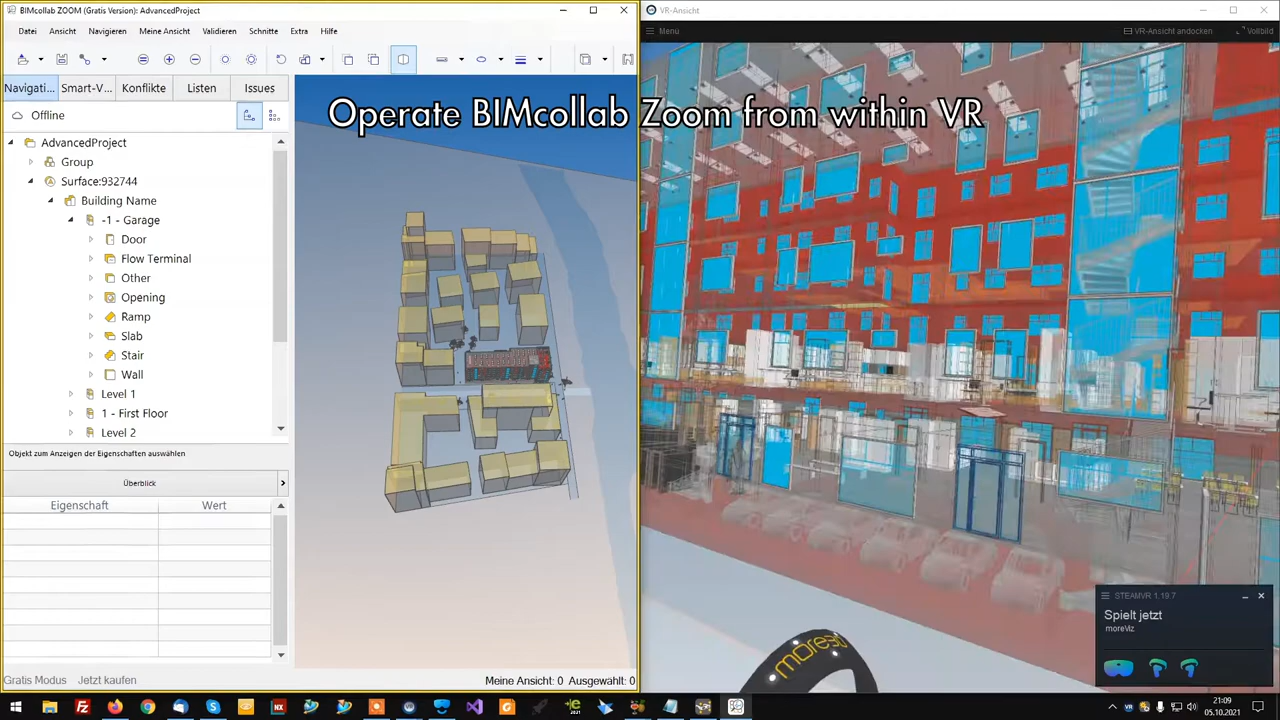 BIMcollab ZOOM (Gratis Version): AdvancedProject
VR-Ansicht
Datei Ansicht Navigieren Meine Ansicht Validieren Schnitte Extra Hilfe
Menu
VR-Ansicht andocken
Vollbild
Navigati... Smart-V... Konflikte Listen Issues
Operate BIMcollab Zoom from within VR
Offline
AdvancedProject
Group
Surface:932744
Building Name
-1 - Garage
Door
Flow Terminal
Other
Opening
Ramp
Slab
Stair
Wall
Level 1
1 - First Floor
Level 2
Objekt zum Anzeigen der Eigenschaften auswählen
Überblick
Eigenschaft Wert
STEAMVR 1.19.7
Spielt jetzt
moreViz
Gratis Modus Jetzt kaufen
Meine Ansicht: 0 Ausgewählt: 0
21:09
05.10.2021